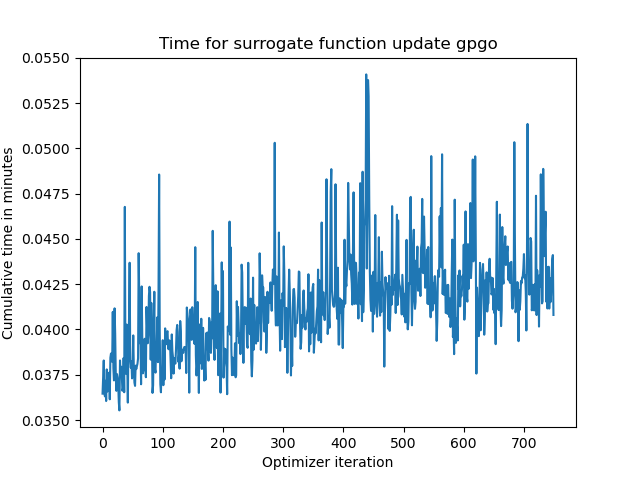 Time for surrogate function update gpgo
0.0550
0.0525
0.0500
0.0475
0.0450
0.0425
0.0400
0.0375
0.0350
Cumulative time in minutes
0 100 200 300 400 500 600 700
Optimizer iteration